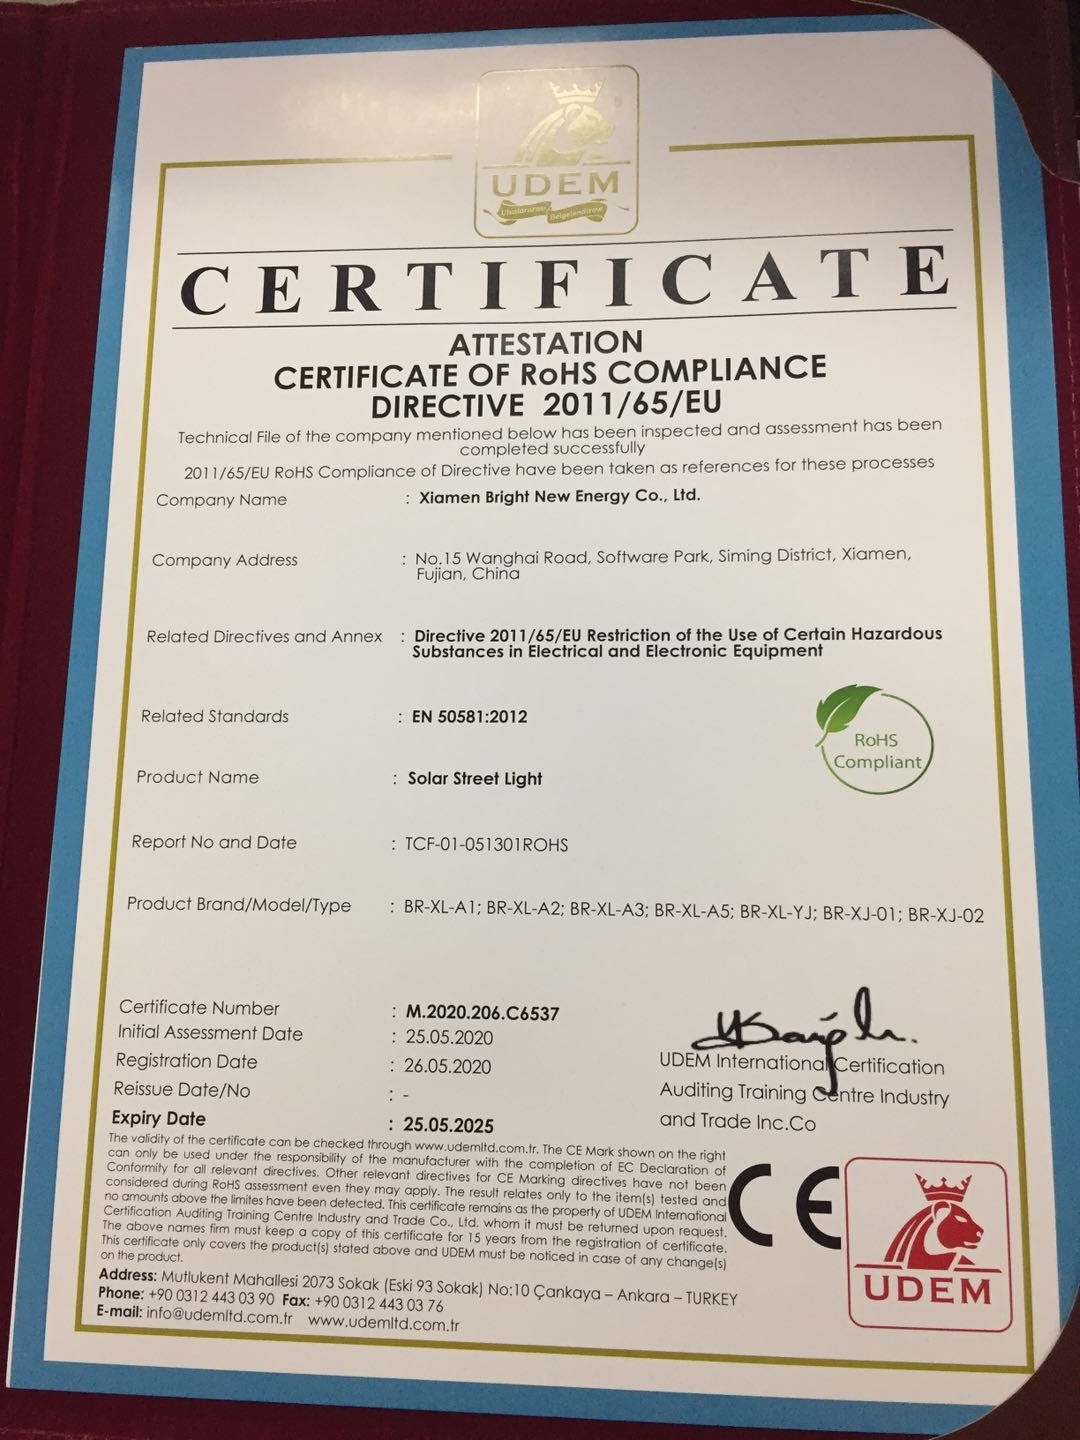 UDEM
Uluslararası Belgelendirme
CERTIFICATE
ATTESTATION
CERTIFICATE OF RoHS COMPLIANCE
DIRECTIVE 2011/65/EU
Technical File of the company mentioned below has been inspected and assessment has been
completed successfully
2011/65/EU RoHS Compliance of Directive have been taken as references for these processes
Company Name : Xiamen Bright New Energy Co., Ltd.
Company Address : No.15 Wanghai Road, Software Park, Siming District, Xiamen,
Fujian, China
Related Directives and Annex : Directive 2011/65/EU Restriction of the Use of Certain Hazardous
Substances in Electrical and Electronic Equipment
Related Standards : EN 50581:2012
RoHS
Compliant
Product Name : Solar Street Light
Report No and Date : TCF-01-051301ROHS
Product Brand/Model/Type : BR-XL-A1; BR-XL-A2; BR-XL-A3; BR-XL-A5; BR-XL-YJ; BR-XJ-01; BR-XJ-02
Certificate Number : M.2020.206.C6537
Initial Assessment Date : 25.05.2020
Registration Date : 26.05.2020
Reissue Date/No : -
Expiry Date : 25.05.2025
UDEM International Certification
Auditing Training Centre Industry
and Trade Inc.Co
The validity of the certificate can be checked through www.udemltd.com.tr. The CE Mark shown on the right
can only be used under the responsibility of the manufacturer with the completion of EC Declaration of
Conformity for all relevant directives. Other relevant directives for CE Marking directives have not been
considered during RoHS assessment even they may apply. The result relates only to the item(s) tested and
no amounts above the limites have been detected. This certificate remains as the property of UDEM International
Certification Auditing Training Centre Industry and Trade Co., Ltd. whom it must be returned upon request.
The above names firm must keep a copy of this certificate for 15 years from the registration of certificate.
This certificate only covers the product(s) stated above and UDEM must be noticed in case of any change(s)
on the product.
CE
UDEM
Address: Mutlukent Mahallesi 2073 Sokak (Eski 93 Sokak) No:10 Çankaya – Ankara – TURKEY
Phone: +90 0312 443 03 90 Fax: +90 0312 443 03 76
E-mail: info@udemltd.com.tr www.udemltd.com.tr